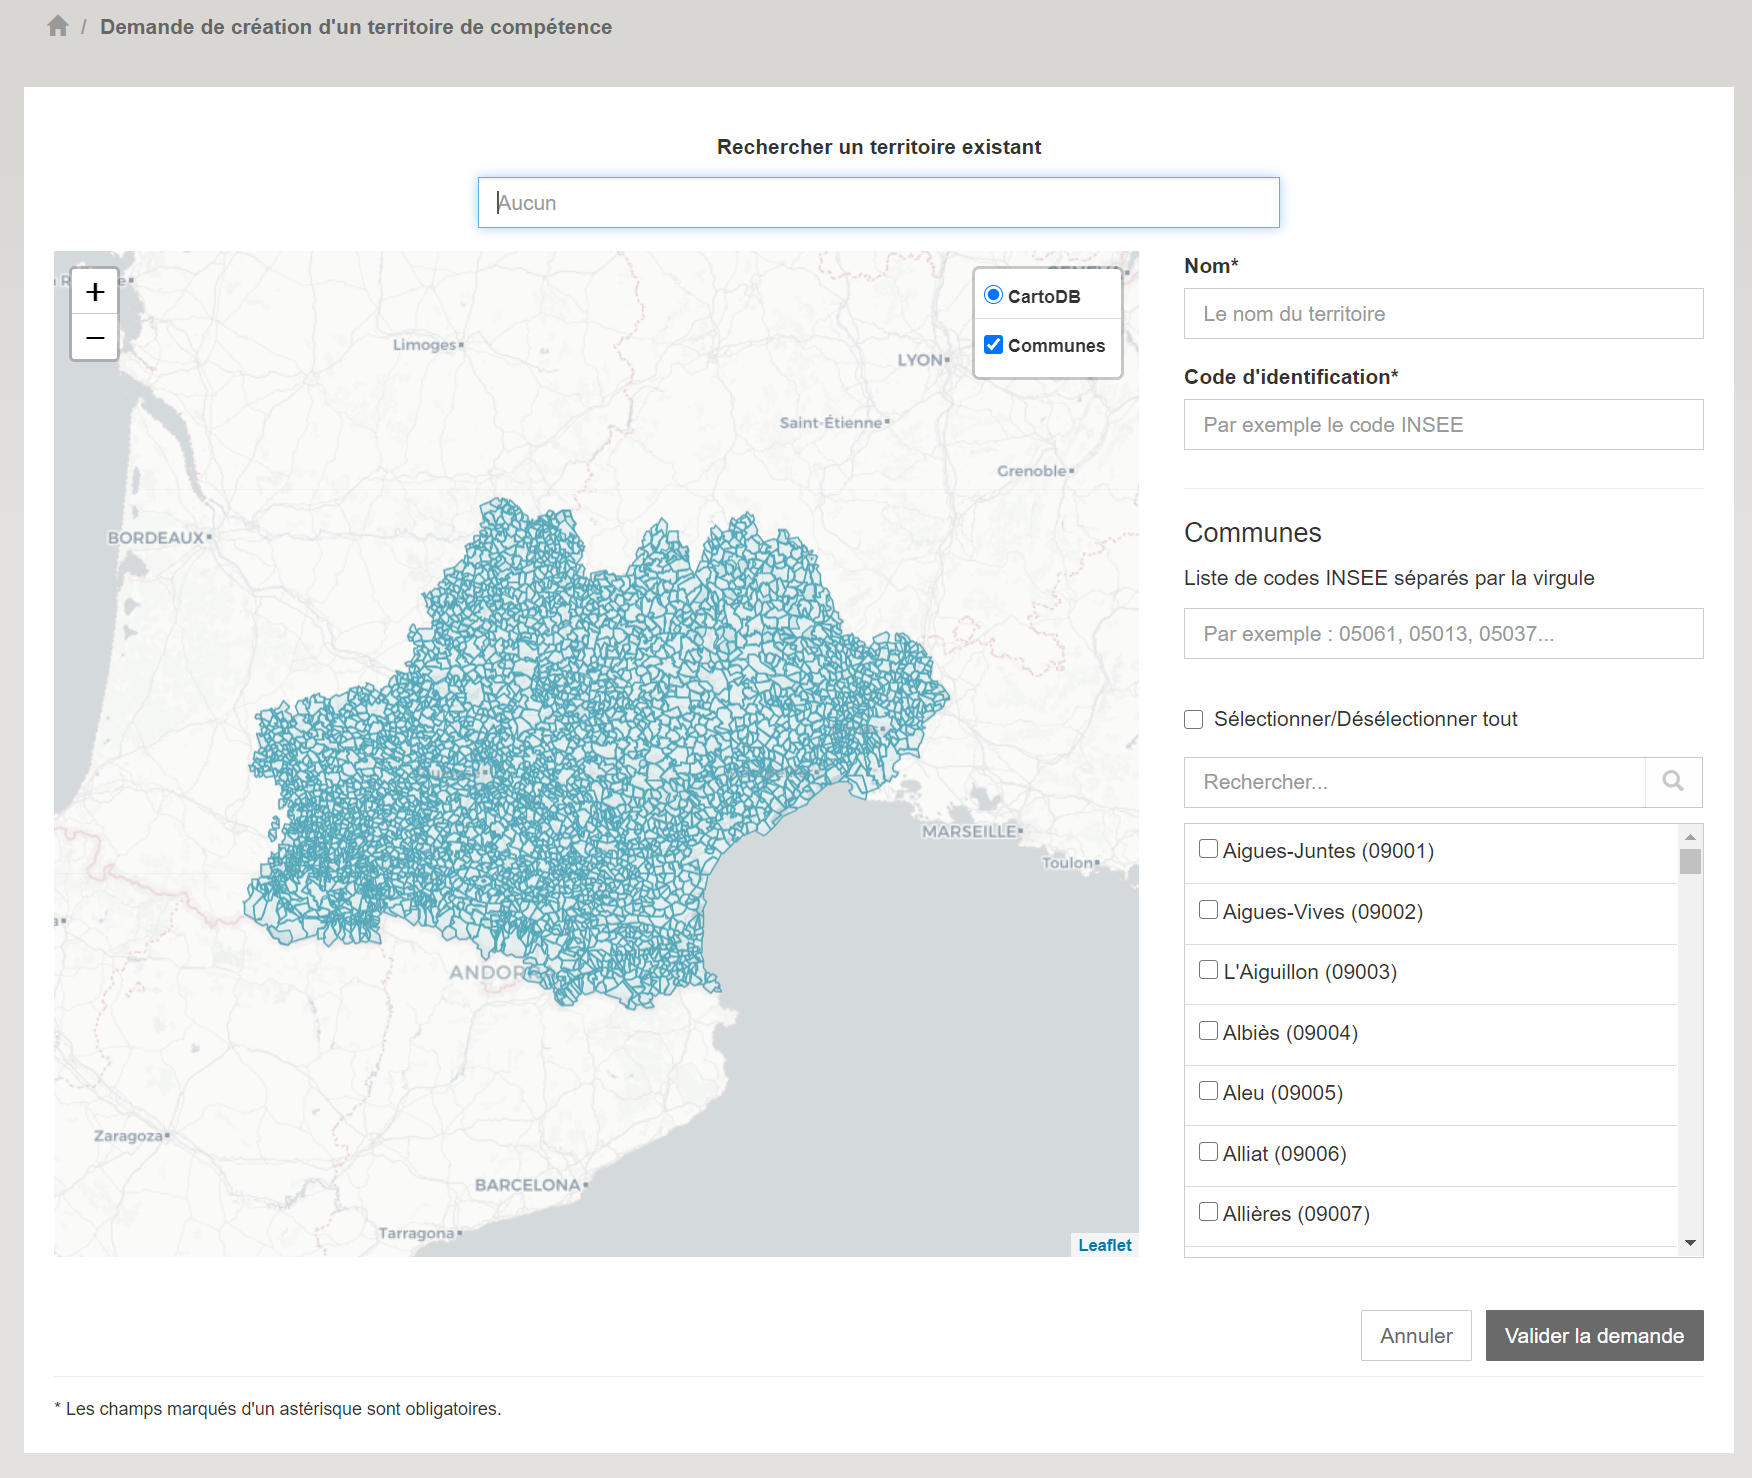 / Demande de création d'un territoire de compétence
Rechercher un territoire existant
Aucun
+
−
CartoDB
Communes
Limoges
LYON
Saint-Étienne
Grenoble
BORDEAUX
MARSEILLE
Toulon
Zaragoza
BARCELONA
Tarragona
Leaflet
Nom*
Le nom du territoire
Code d'identification*
Par exemple le code INSEE
Communes
Liste de codes INSEE séparés par la virgule
Par exemple : 05061, 05013, 05037...
Sélectionner/Désélectionner tout
Rechercher...
Aigues-Juntes (09001)
Aigues-Vives (09002)
L'Aiguillon (09003)
Albiès (09004)
Aleu (09005)
Alliat (09006)
Allières (09007)
Annuler
Valider la demande
* Les champs marqués d'un astérisque sont obligatoires.